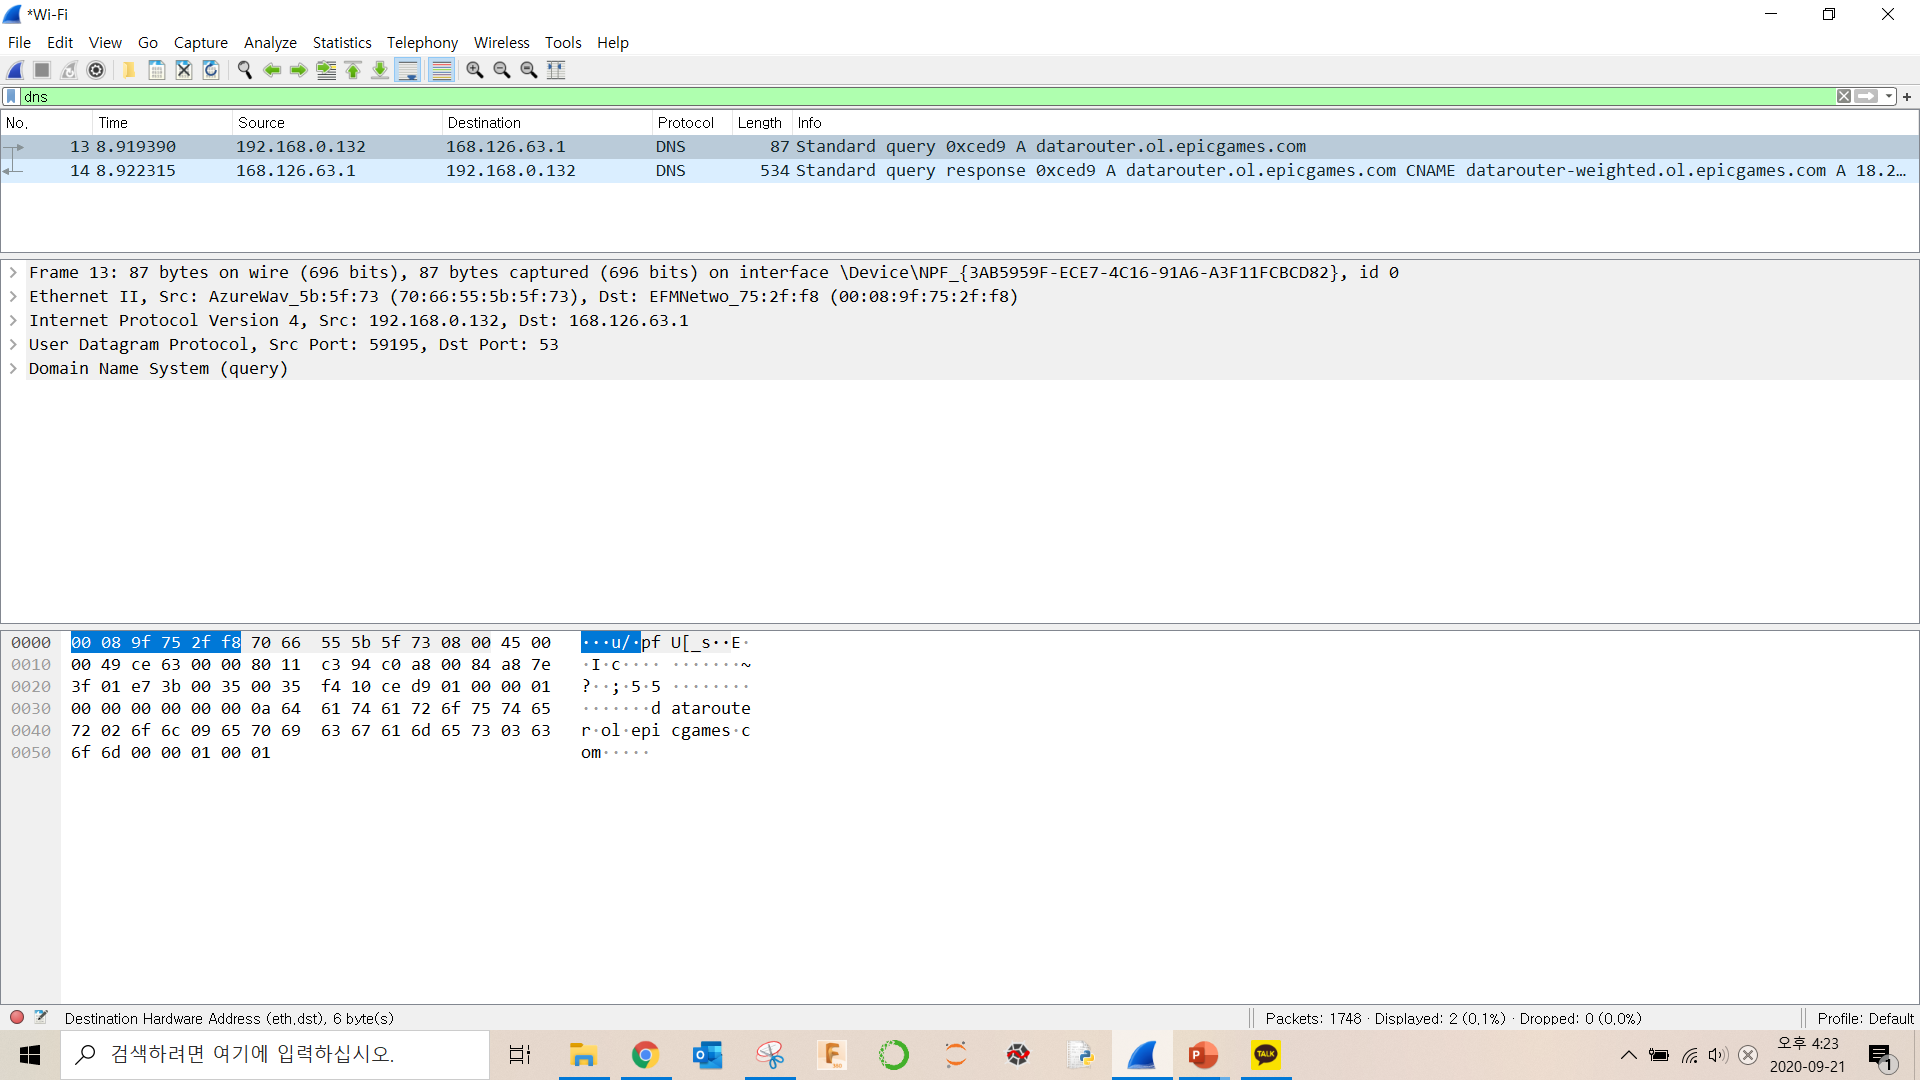 *Wi-Fi
File Edit View Go Capture Analyze Statistics Telephony Wireless Tools Help
dns
No. Time Source Destination Protocol Length Info
13 8.919390 192.168.0.132 168.126.63.1 DNS 87 Standard query 0xced9 A datarouter.ol.epicgames.com
14 8.922315 168.126.63.1 192.168.0.132 DNS 534 Standard query response 0xced9 A datarouter.ol.epicgames.com CNAME datarouter-weighted.ol.epicgames.com A 18.2…
Frame 13: 87 bytes on wire (696 bits), 87 bytes captured (696 bits) on interface \Device\NPF_{3AB5959F-ECE7-4C16-91A6-A3F11FCBCD82}, id 0
Ethernet II, Src: AzureWav_5b:5f:73 (70:66:55:5b:5f:73), Dst: EFMNetwo_75:2f:f8 (00:08:9f:75:2f:f8)
Internet Protocol Version 4, Src: 192.168.0.132, Dst: 168.126.63.1
User Datagram Protocol, Src Port: 59195, Dst Port: 53
Domain Name System (query)
0000 00 08 9f 75 2f f8 70 66 55 5b 5f 73 08 00 45 00 ···u/·pf U[_s··E·
0010 00 49 ce 63 00 00 80 11 c3 94 c0 a8 00 84 a8 7e ·I·c···· ·······~
0020 3f 01 e7 3b 00 35 00 35 f4 10 ce d9 01 00 00 01 ?··;·5·5 ········
0030 00 00 00 00 00 00 0a 64 61 74 61 72 6f 75 74 65 ·······d ataroute
0040 72 02 6f 6c 09 65 70 69 63 67 61 6d 65 73 03 63 r·ol·epi cgames·c
0050 6f 6d 00 00 01 00 01 om·····
Destination Hardware Address (eth.dst), 6 byte(s) Packets: 1748 · Displayed: 2 (0.1%) · Dropped: 0 (0.0%) Profile: Default
검색하려면 여기에 입력하십시오.
TALK
오후 4:23
2020-09-21
1